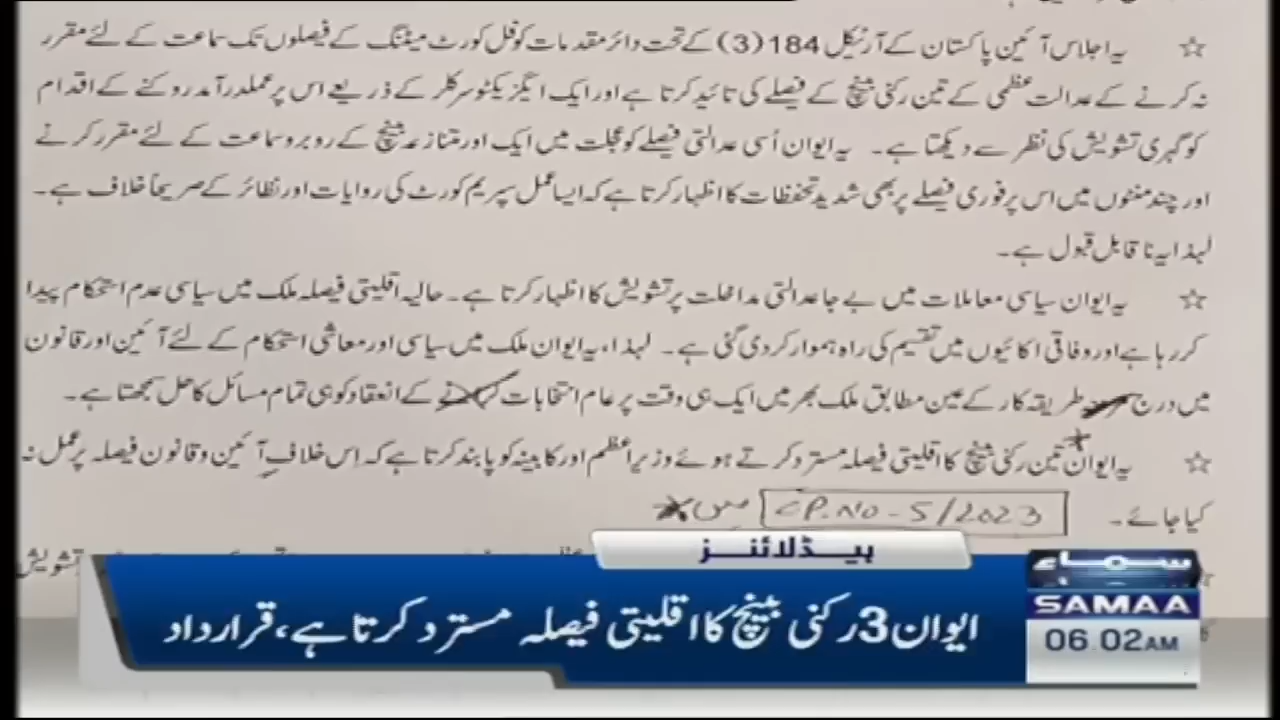 ☆ یہ اجلاس آئین پاکستان کے آرٹیکل 184(3) کے تحت دائر مقدمات کو فل کورٹ میٹنگ کے فیصلوں تک سماعت کے لئے مقرر
نہ کرنے کے عدالت عظمی کے تین رکنی بینچ کے فیصلے کی تائید کرتا ہے اور ایک ایگزیکٹو سرکلر کے ذریعے اس پر عملدرآمد روکنے کے اقدام
کو گہری تشویش کی نظر سے دیکتا ہے۔ یہ ایوان اُسی عدالتی فیصلے کو عجلت میں ایک اور متنازعہ بینچ کے روبرو سماعت کے لئے مقرر کرنے
اور چند منٹوں میں اس پر فوری فیصلے پر بھی شدید تحفظات کا اظہار کرتا ہے کہ ایسا عمل سپریم کورٹ کی روایات اور نظائر کے صریحاً خلاف ہے۔
لہذا یہ نا قابل قبول ہے۔
☆ یہ ایوان سیاسی معاملات میں بے جا عدالتی مداخلت پر تشویش کا اظہار کرتا ہے۔ حالیہ اقلیتی فیصلہ ملک میں سیاسی عدم استحکام پیدا
کر رہا ہے اور وفاقی اکائیوں میں تقسیم کی راہ ہموار کر دی گئی ہے۔ لہذا، یہ ایوان ملک میں سیاسی اور معاشی استحکام کے لئے آئین اور قانون
میں درج طریقہ کار کے عین مطابق ملک بھر میں ایک ہی وقت پر عام انتخابات کے انعقاد کو ہی تمام مسائل کا حل سمجھتا ہے۔
☆ یہ ایوان * تین رکنی بینچ کا اقلیتی فیصلہ مسترد کرتے ہوئے وزیر اعظم اور کابینہ کو پابند کرتا ہے کہ اِس خلافِ آئین و قانون فیصلہ پر عمل نہ
کیا جائے۔ CP.NO-5/2023 میں *
تشویش
ہیڈلائنز
ایوان 3 رکنی بینچ کا اقلیتی فیصلہ مسترد کرتا ہے، قرارداد
سماء
SAMAA
06.02AM